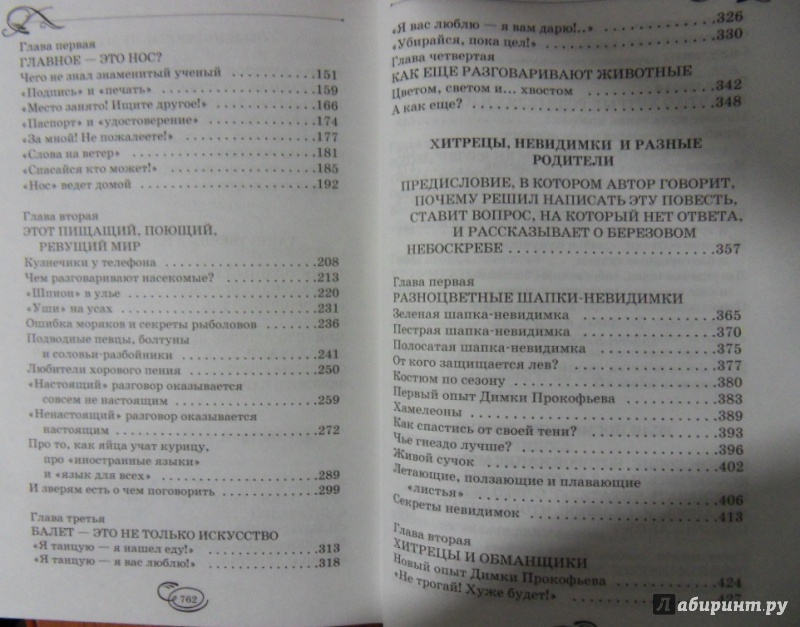 Глава первая
ГЛАВНОЕ — ЭТО НОС?
Чего не знал знаменитый ученый ..........151
«Подпись» и «печать» ..........159
«Место занято! Ищите другое!» ..........166
«Паспорт» и «удостоверение» ..........174
«За мной! Не пожалеете!» ..........177
«Слова на ветер» ..........181
«Спасайся кто может!» ..........185
«Нос» ведет домой ..........192
Глава вторая
ЭТОТ ПИЩАЩИЙ, ПОЮЩИЙ,
РЕВУЩИЙ МИР
Кузнечики у телефона ..........208
Чем разговаривают насекомые? ..........213
«Шпион» в улье ..........220
«Уши» на усах ..........231
Ошибка моряков и секреты рыболовов ..........236
Подводные певцы, болтуны
и соловьи-разбойники ..........241
Любители хорового пения ..........250
«Настоящий» разговор оказывается
совсем не настоящим ..........259
«Ненастоящий» разговор оказывается
настоящим ..........272
Про то, как яйца учат курицу,
про «иностранные языки»
и «язык для всех» ..........289
И зверям есть о чем поговорить ..........299
Глава третья
БАЛЕТ — ЭТО НЕ ТОЛЬКО ИСКУССТВО
«Я танцую — я нашел еду!» ..........313
«Я танцую — я вас люблю!» ..........318
762
«Я вас люблю — я вам дарю!..» ..........326
«Убирайся, пока цел!» ..........330
Глава четвертая
КАК ЕЩЕ РАЗГОВАРИВАЮТ ЖИВОТНЫЕ
Цветом, светом и... хвостом ..........342
А как еще? ..........348
ХИТРЕЦЫ, НЕВИДИМКИ И РАЗНЫЕ
РОДИТЕЛИ
ПРЕДИСЛОВИЕ, В КОТОРОМ АВТОР ГОВОРИТ,
ПОЧЕМУ РЕШИЛ НАПИСАТЬ ЭТУ ПОВЕСТЬ,
СТАВИТ ВОПРОС, НА КОТОРЫЙ НЕТ ОТВЕТА,
И РАССКАЗЫВАЕТ О БЕРЕЗОВОМ
НЕБОСКРЕБЕ ..........357
Глава первая
РАЗНОЦВЕТНЫЕ ШАПКИ-НЕВИДИМКИ
Зеленая шапка-невидимка ..........365
Пестрая шапка-невидимка ..........370
Полосатая шапка-невидимка ..........375
От кого защищается лев? ..........377
Костюм по сезону ..........380
Первый опыт Димки Прокофьева ..........383
Хамелеоны ..........389
Как спастись от своей тени? ..........393
Чье гнездо лучше? ..........396
Живой сучок ..........402
Летающие, ползающие и плавающие
«листья» ..........406
Секреты невидимок ..........413
Глава вторая
ХИТРЕЦЫ И ОБМАНЩИКИ
Новый опыт Димки Прокофьева ..........424
«Не трогай! Хуже будет!» ..........427
Лабиринт.ру